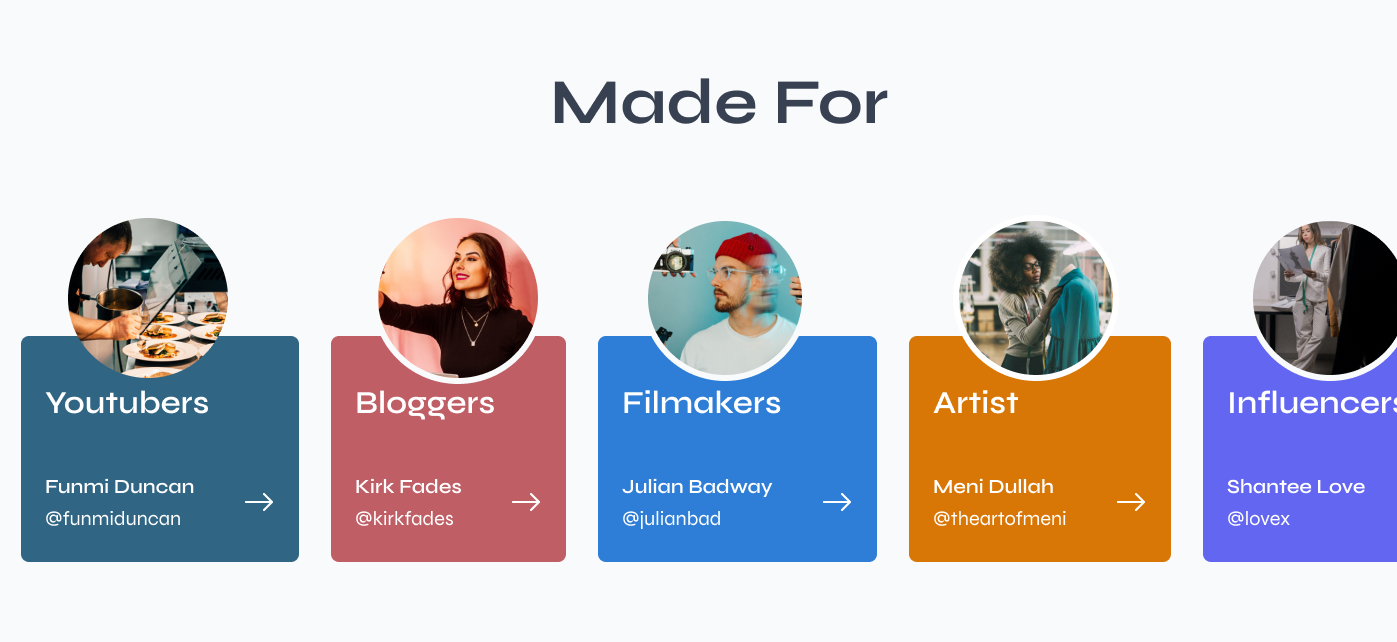 Made For
Youtubers
Funmi Duncan
@funmiduncan
Bloggers
Kirk Fades
@kirkfades
Filmakers
Julian Badway
@julianbad
Artist
Meni Dullah
@theartofmeni
Influencers
Shantee Love
@lovex